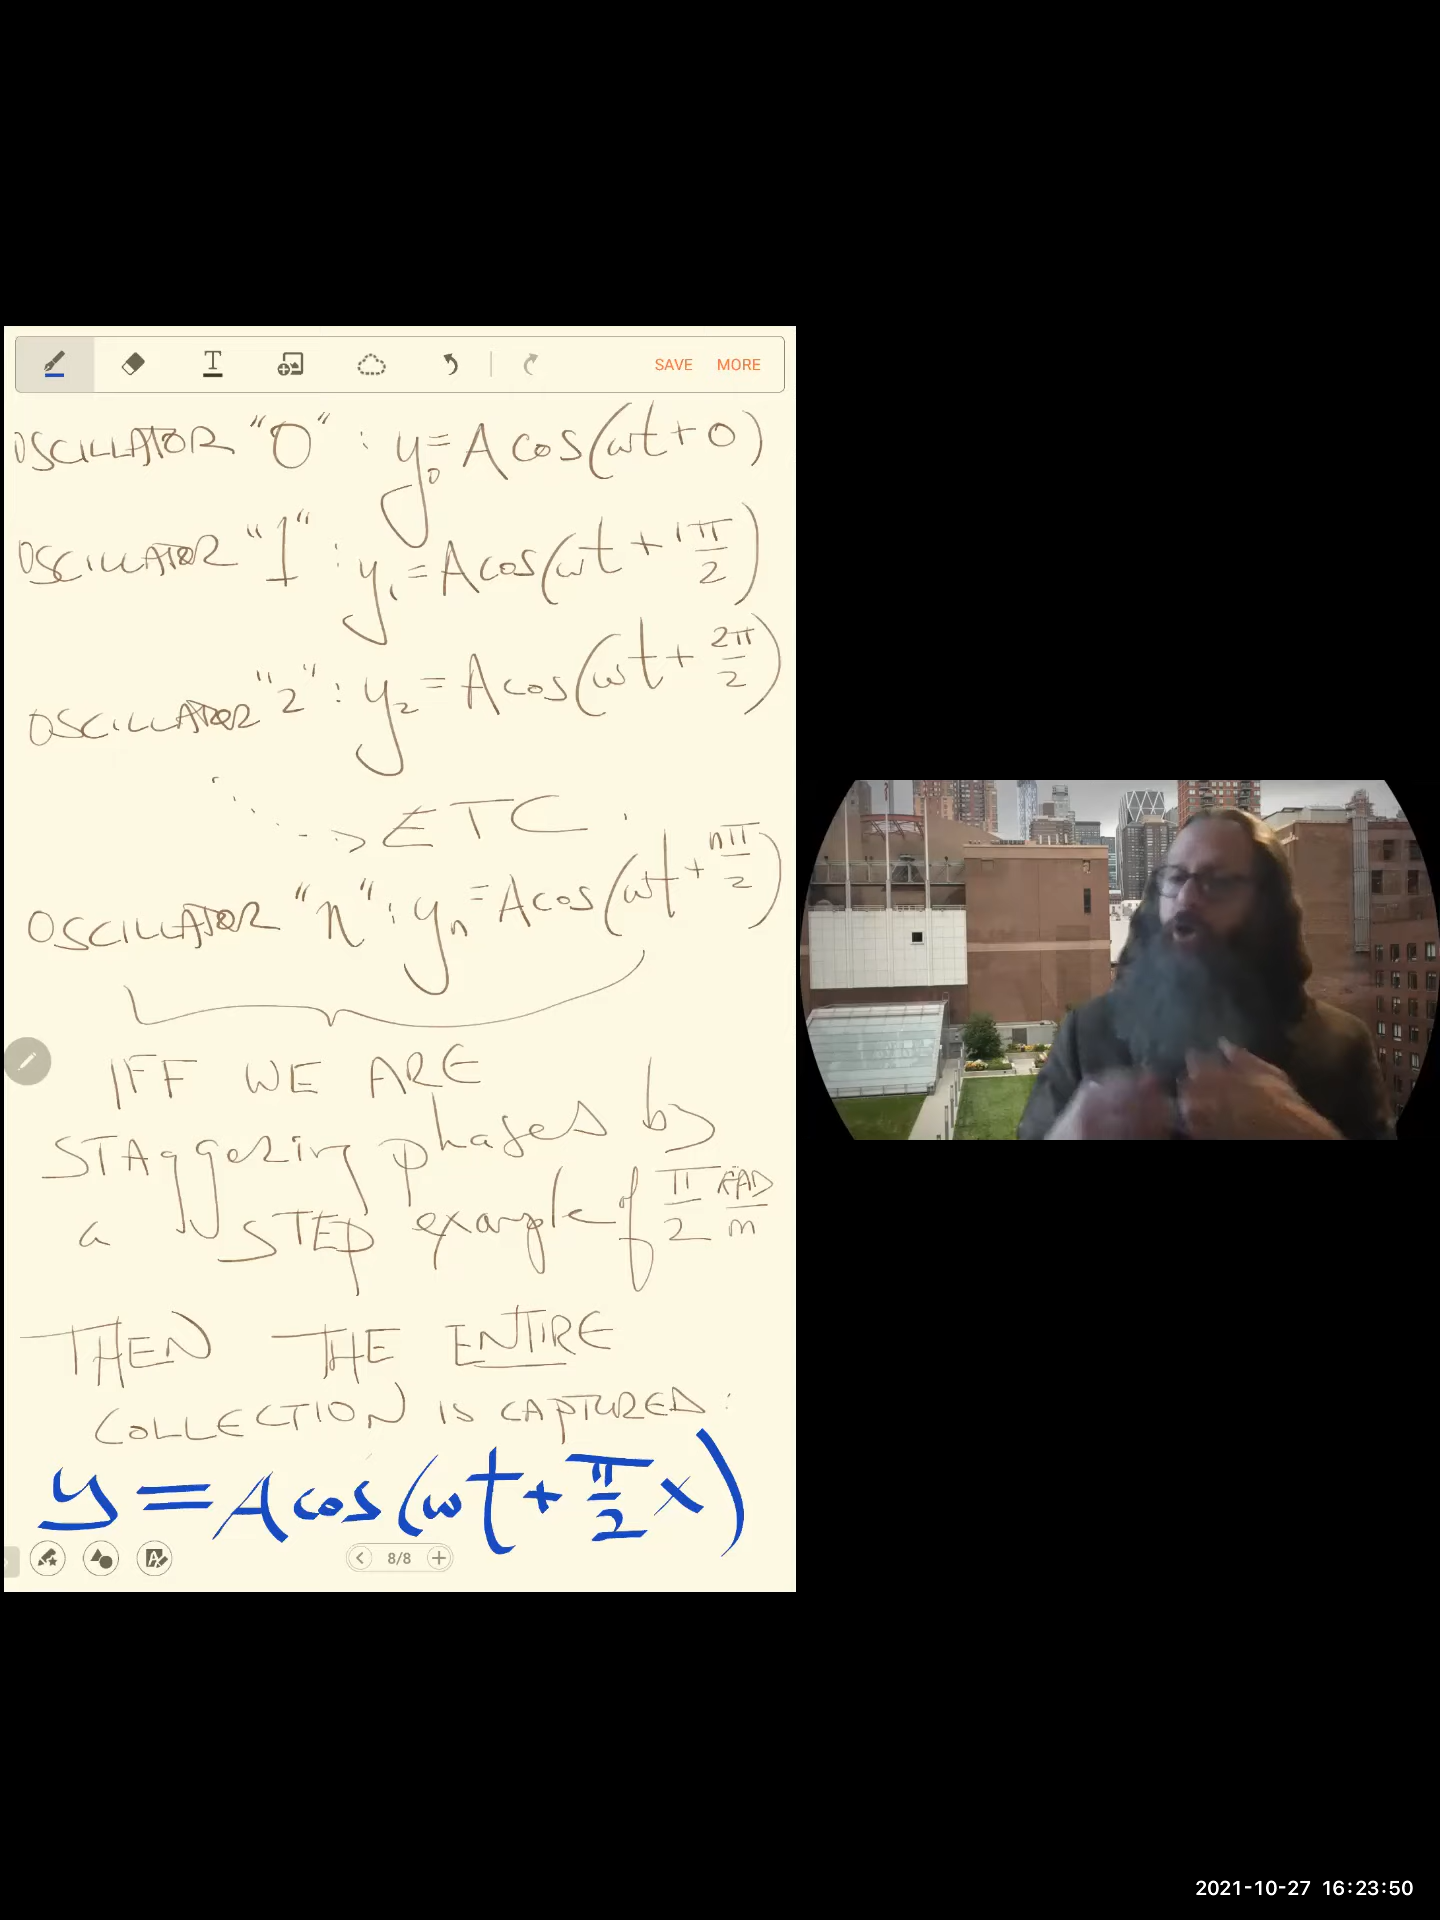 SAVE MORE
OSCILLATOR "0" : y₀ = A cos(ωt + 0)
OSCILLATOR "1" : y₁ = A cos(ωt + 1π/2)
OSCILLATOR "2" : y₂ = A cos(ωt + 2π/2)
ETC.
OSCILLATOR "n" : yₙ = A cos(ωt + nπ/2)
IFF WE ARE
STAggering phases by
a STEP example of π/2 RAD/m
THEN THE ENTIRE
COLLECTION IS CAPTURED :
y = A cos(ωt + π/2 x)
8/8
2021-10-27 16:23:50